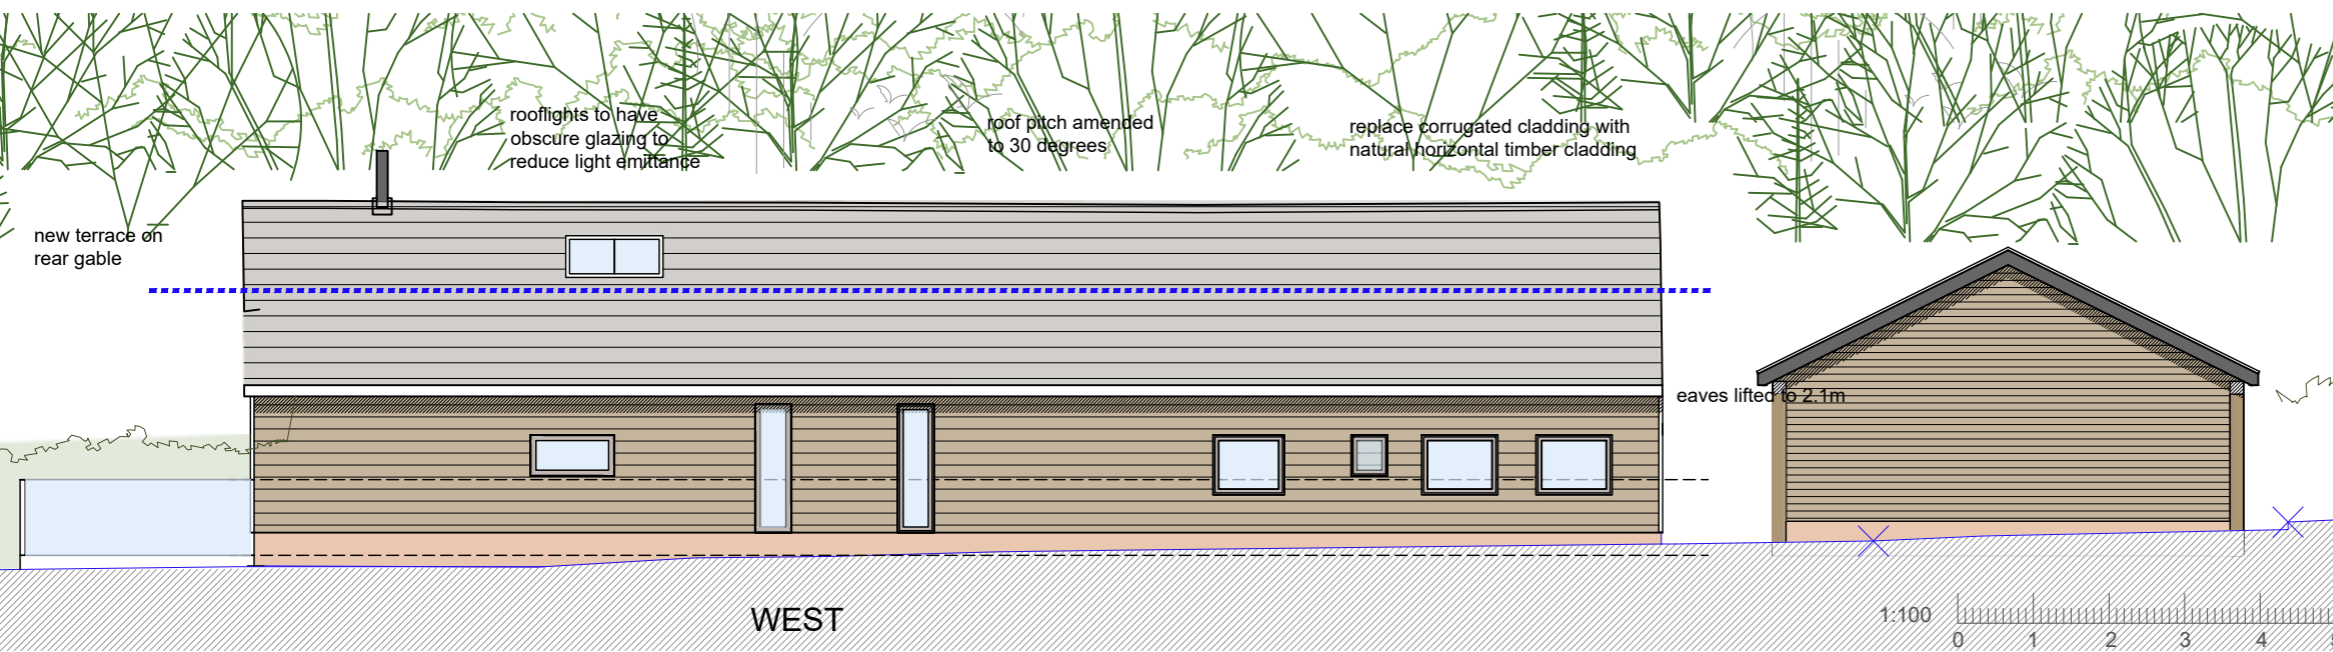 rooflights to have
obscure glazing to
reduce light emittance
roof pitch amended
to 30 degrees
replace corrugated cladding with
natural horizontal timber cladding
new terrace on
rear gable
eaves lifted to 2.1m
WEST
1:100
0 1 2 3 4